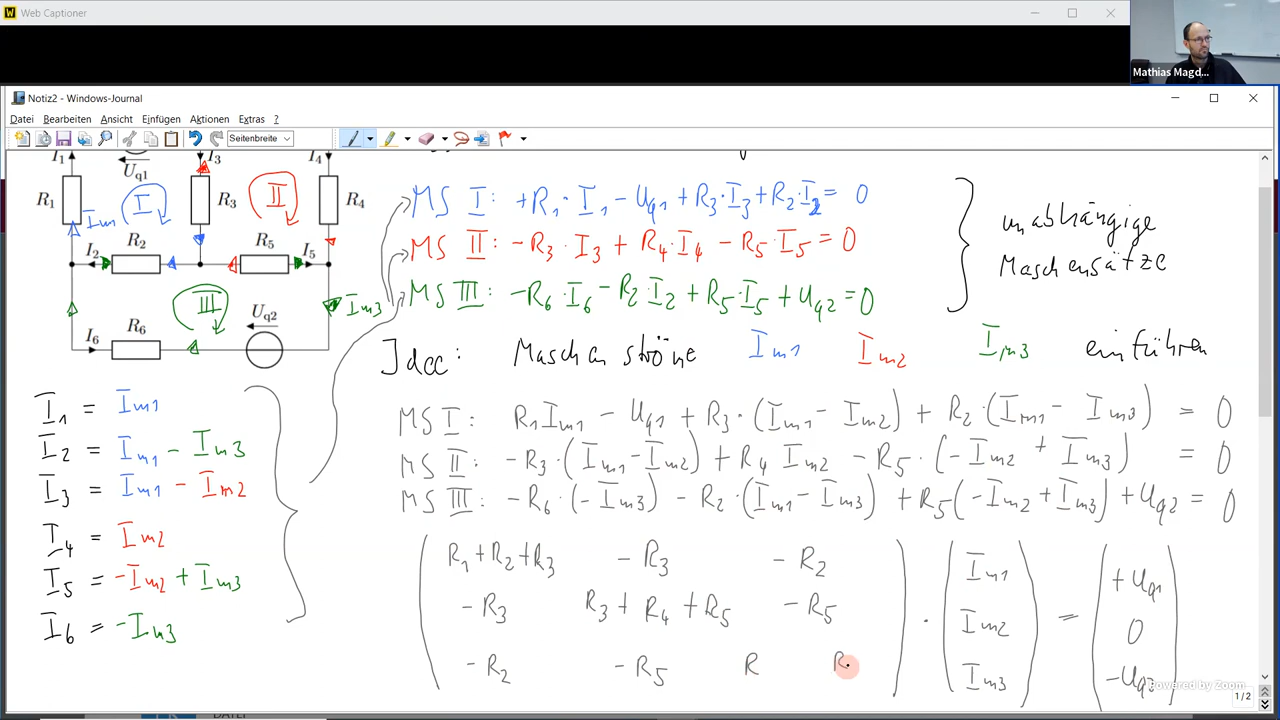 Web Captioner
Mathias Magd...
Notiz2 - Windows-Journal
Datei Bearbeiten Ansicht Einfügen Aktionen Extras ?
Seitenbreite
I1 Uq1 I3 I4
R1 I R3 II R4
Im1
I2 R2 R5 I5
III Im3
R6 Uq2
I6
MS I: +R1·I1 - Uq1 + R3·I3 + R2·I2 = 0
MS II: -R3·I3 + R4·I4 - R5·I5 = 0
MS III: -R6·I6 - R2·I2 + R5·I5 + Uq2 = 0
unabhängige
Maschensätze
Idee: Maschenströme Im1 Im2 Im3 einführen
I1 = Im1
I2 = Im1 - Im3
I3 = Im1 - Im2
I4 = Im2
I5 = -Im2 + Im3
I6 = -Im3
MS I: R1 Im1 - Uq1 + R3·(Im1 - Im2) + R2·(Im1 - Im3) = 0
MS II: -R3·(Im1 - Im2) + R4 Im2 - R5·(-Im2 + Im3) = 0
MS III: -R6·(-Im3) - R2·(Im1 - Im3) + R5(-Im2 + Im3) + Uq2 = 0
R1 + R2 + R3 -R3 -R2 Im1 +Uq1
-R3 R3 + R4 + R5 -R5 · Im2 = 0
-R2 -R5 R R Im3 -Uq2
Powered by Zoom
1/2